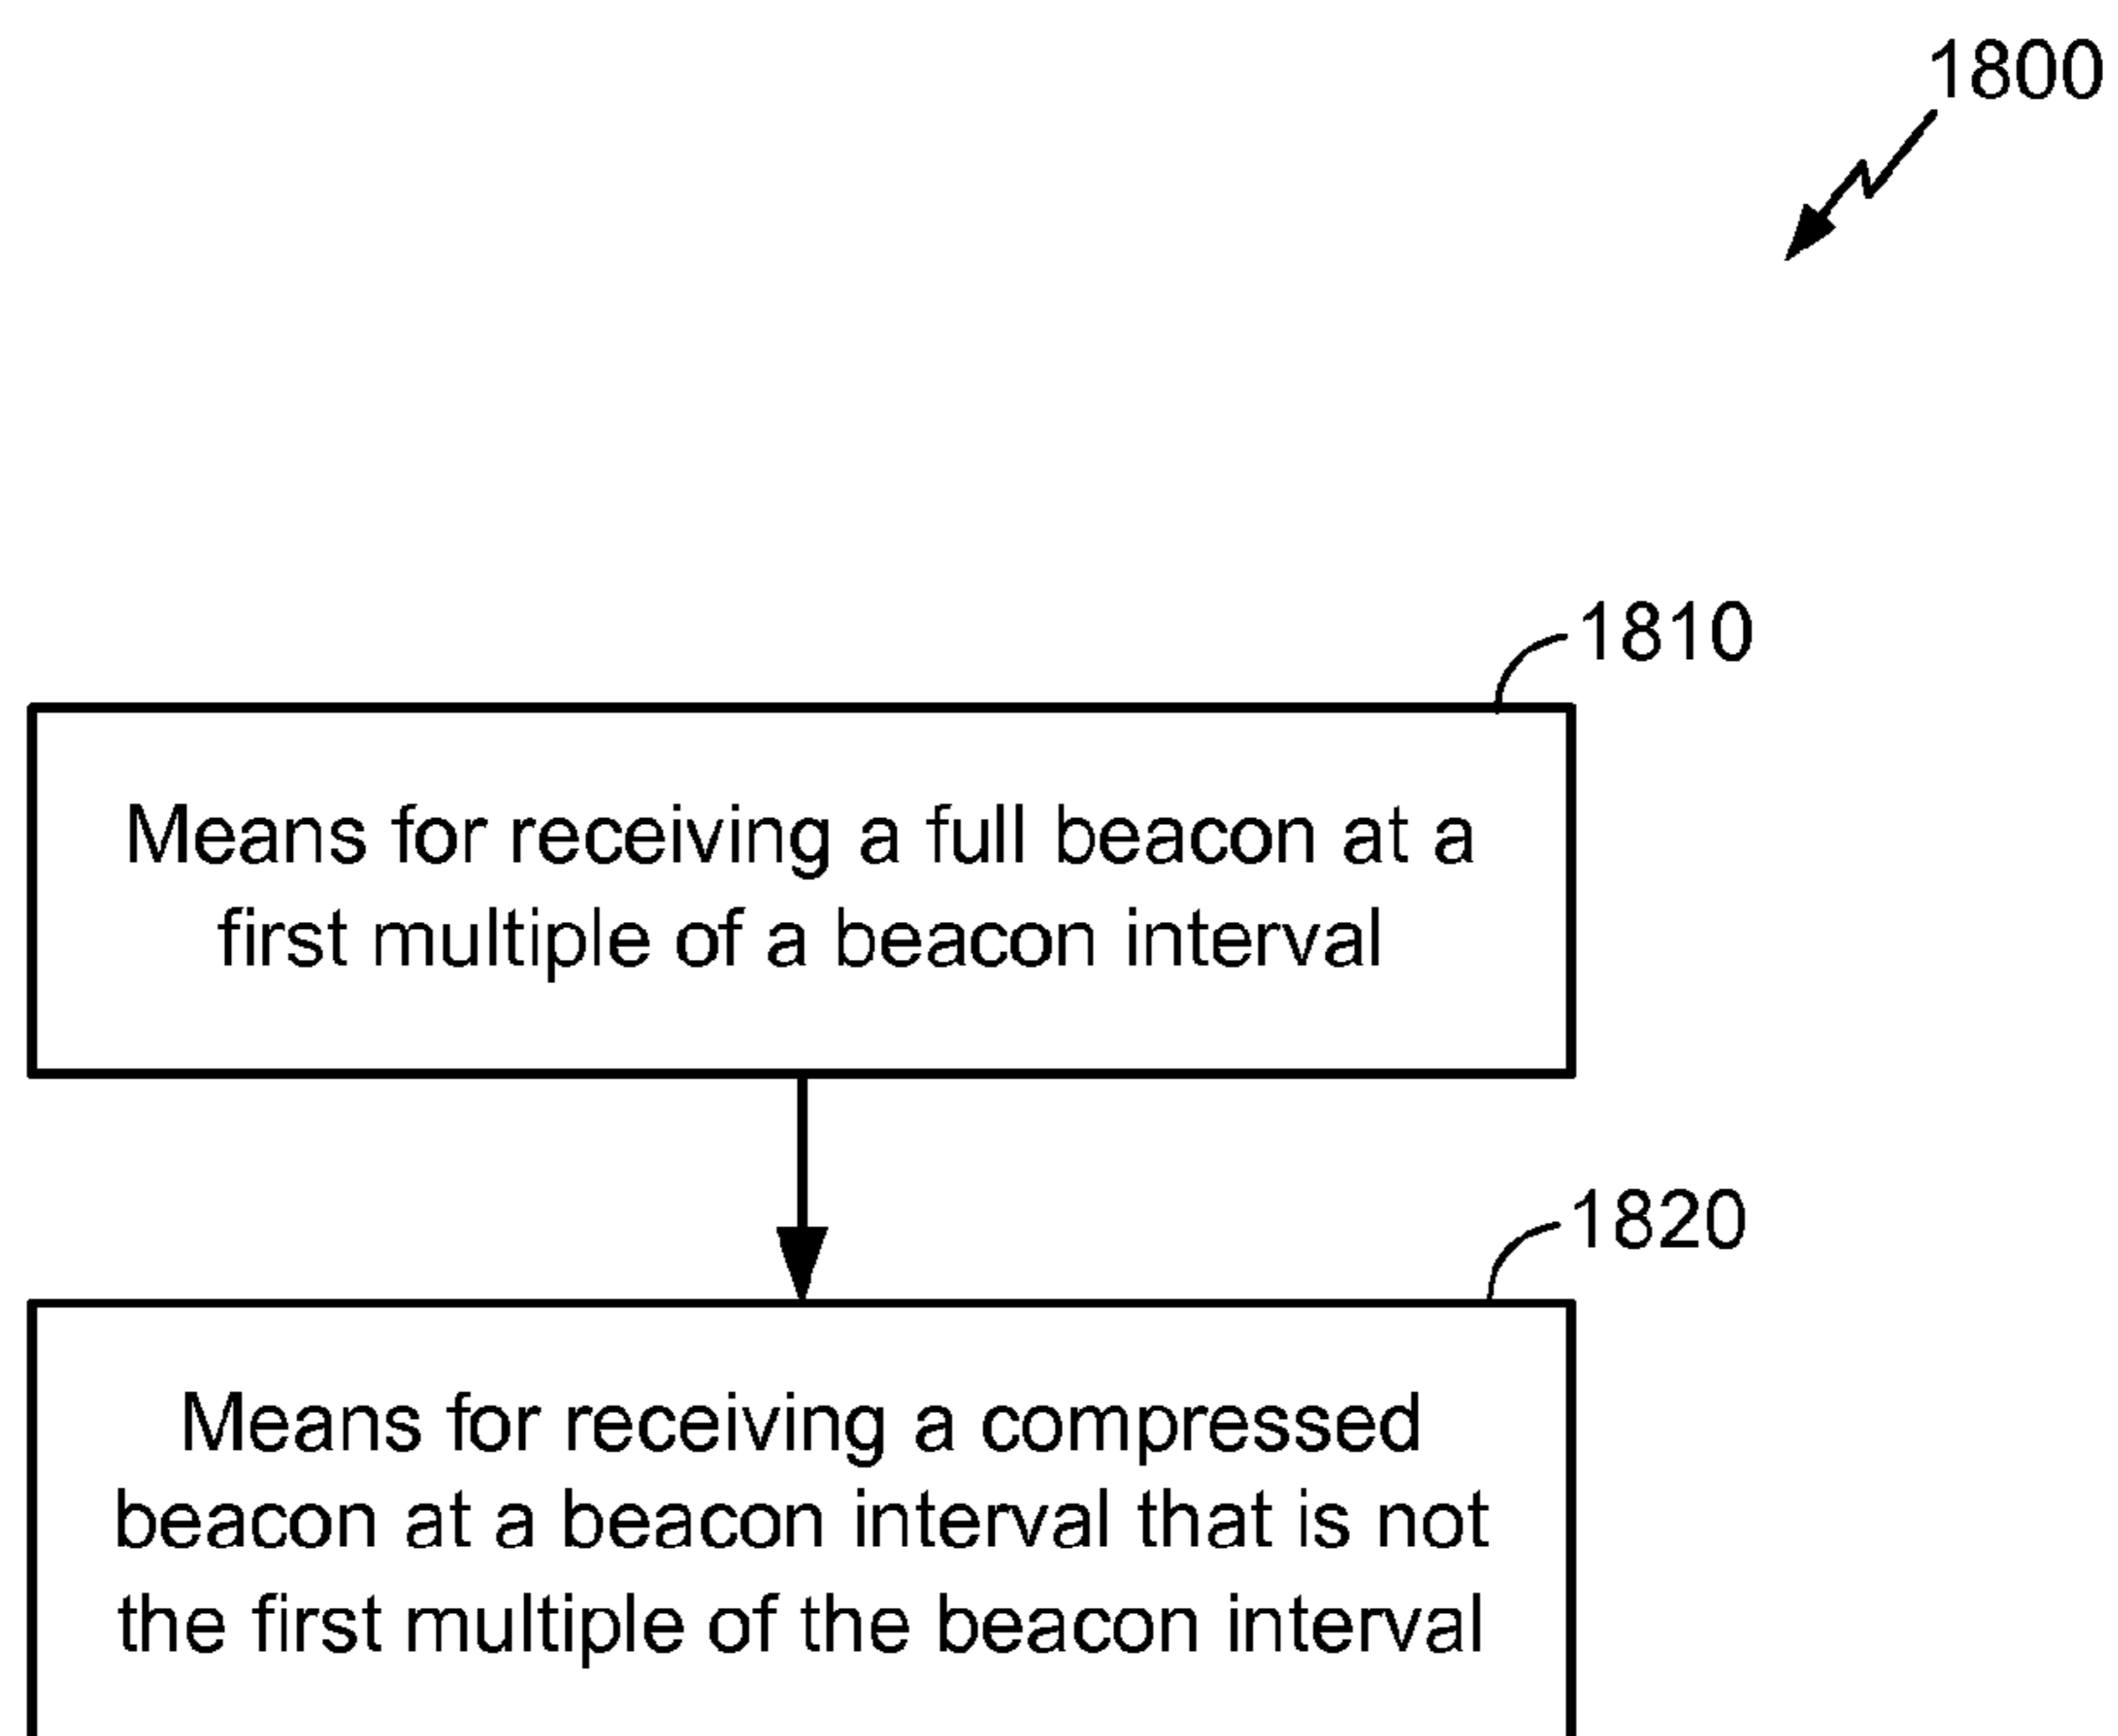 1800
1810
Means for receiving a full beacon at a
first multiple of a beacon interval
1820
Means for receiving a compressed
beacon at a beacon interval that is not
the first multiple of the beacon interval